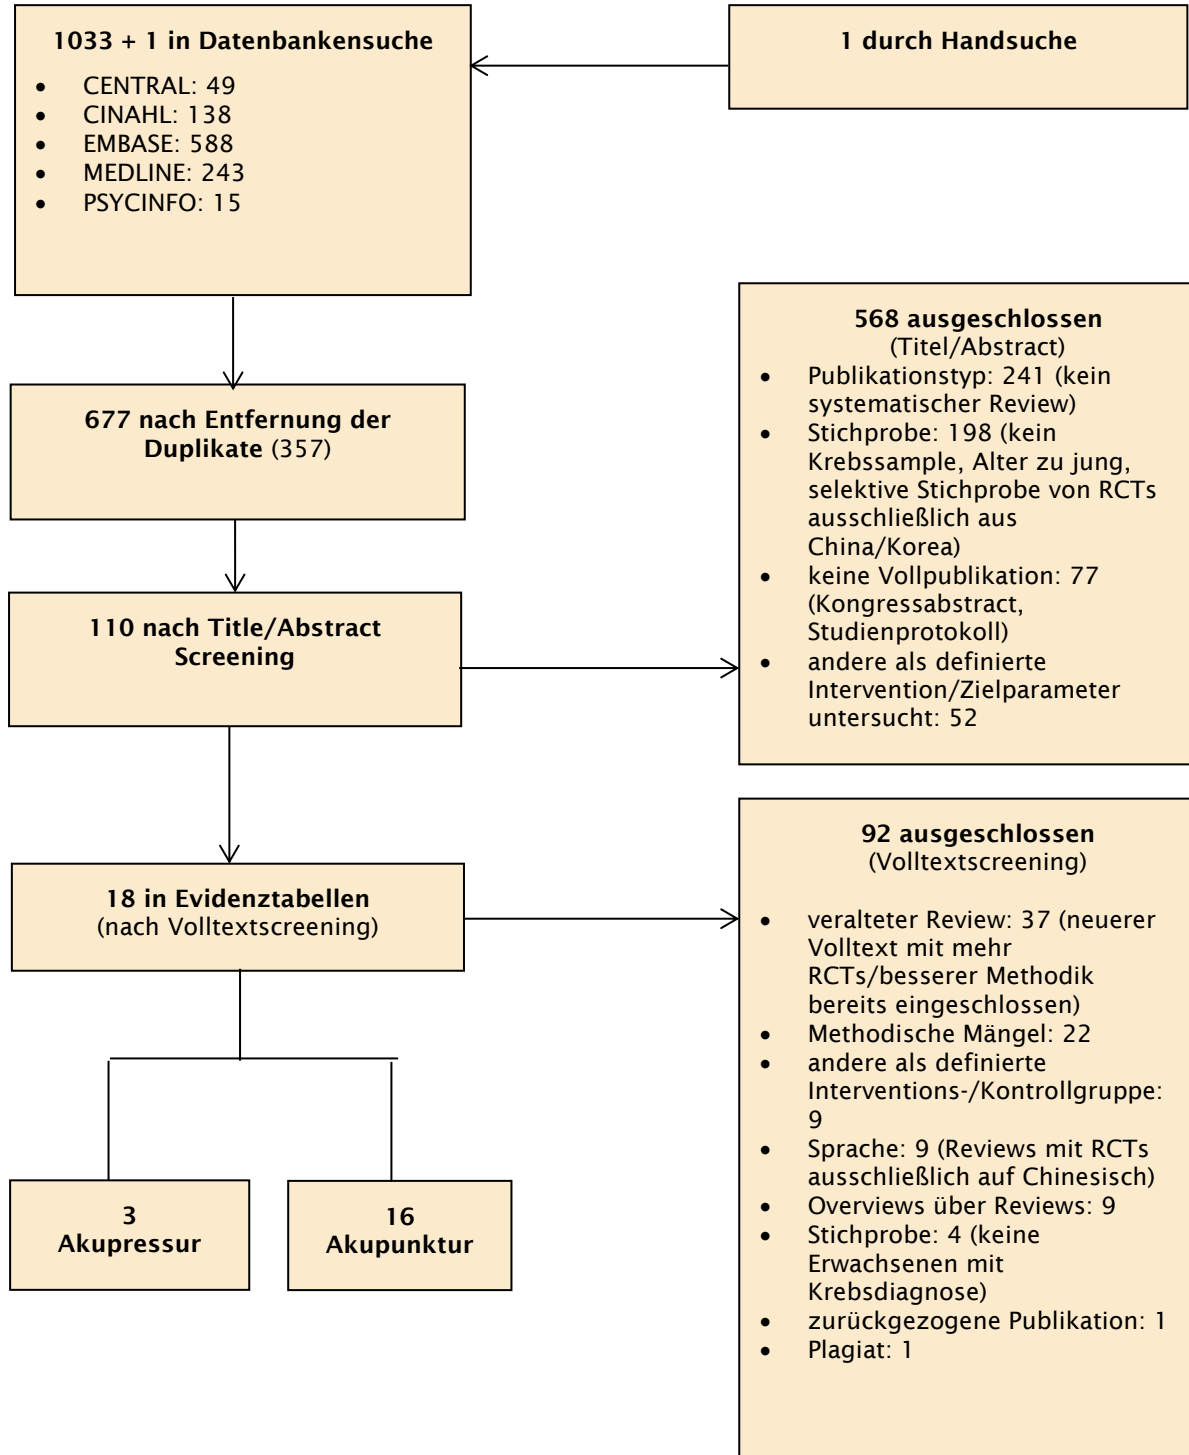 1033 + 1 in Datenbankensuche
• CENTRAL: 49
• CINAHL: 138
• EMBASE: 588
• MEDLINE: 243
• PSYCINFO: 15
1 durch Handsuche
677 nach Entfernung der
Duplikate (357)
568 ausgeschlossen
(Titel/Abstract)
• Publikationstyp: 241 (kein
systematischer Review)
• Stichprobe: 198 (kein
Krebssample, Alter zu jung,
selektive Stichprobe von RCTs
ausschließlich aus
China/Korea)
• keine Vollpublikation: 77
(Kongressabstract,
Studienprotokoll)
• andere als definierte
Intervention/Zielparameter
untersucht: 52
110 nach Title/Abstract
Screening
18 in Evidenztabellen
(nach Volltextscreening)
92 ausgeschlossen
(Volltextscreening)
• veralteter Review: 37 (neuerer
Volltext mit mehr
RCTs/besserer Methodik
bereits eingeschlossen)
• Methodische Mängel: 22
• andere als definierte
Interventions-/Kontrollgruppe:
9
• Sprache: 9 (Reviews mit RCTs
ausschließlich auf Chinesisch)
• Overviews über Reviews: 9
• Stichprobe: 4 (keine
Erwachsenen mit
Krebsdiagnose)
• zurückgezogene Publikation: 1
• Plagiat: 1
3
Akupressur
16
Akupunktur